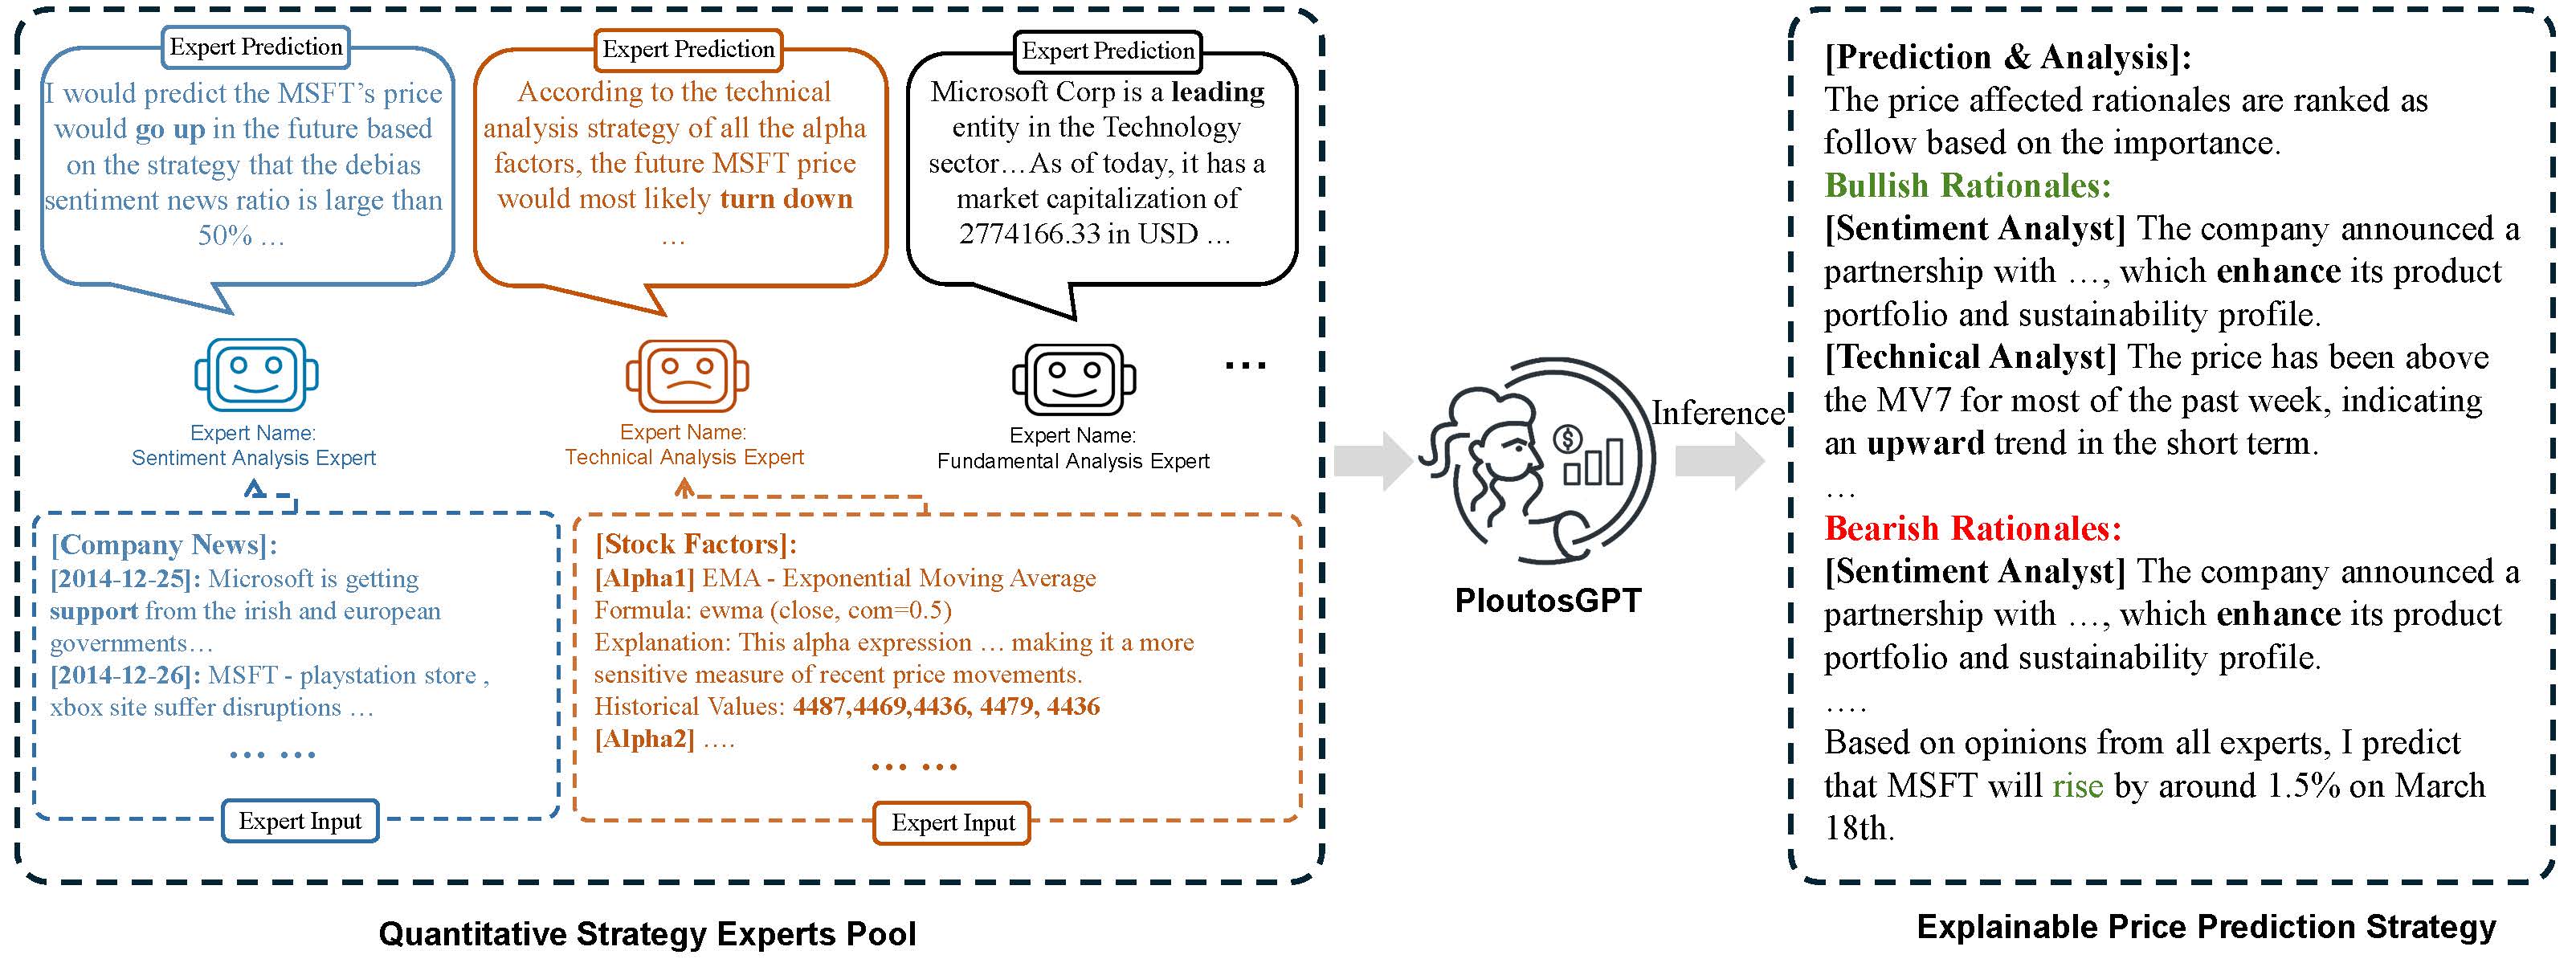 Expert Prediction
I would predict the MSFT's price
would go up in the future based
on the strategy that the debias
sentiment news ratio is large than
50% …
Expert Prediction
According to the technical
analysis strategy of all the alpha
factors, the future MSFT price
would most likely turn down
…
Expert Prediction
Microsoft Corp is a leading
entity in the Technology
sector… As of today, it has a
market capitalization of
2774166.33 in USD …
Expert Name:
Sentiment Analysis Expert
Expert Name:
Technical Analysis Expert
Expert Name:
Fundamental Analysis Expert
…
[Company News]:
[2014-12-25]: Microsoft is getting
support from the irish and european
governments…
[2014-12-26]: MSFT - playstation store ,
xbox site suffer disruptions …
… …
Expert Input
[Stock Factors]:
[Alpha1] EMA - Exponential Moving Average
Formula: ewma (close, com=0.5)
Explanation: This alpha expression … making it a more
sensitive measure of recent price movements.
Historical Values: 4487,4469,4436, 4479, 4436
[Alpha2] ….
… …
Expert Input
Quantitative Strategy Experts Pool
$
PloutosGPT
Inference
[Prediction & Analysis]:
The price affected rationales are ranked as
follow based on the importance.
Bullish Rationales:
[Sentiment Analyst] The company announced a
partnership with …, which enhance its product
portfolio and sustainability profile.
[Technical Analyst] The price has been above
the MV7 for most of the past week, indicating
an upward trend in the short term.
…
Bearish Rationales:
[Sentiment Analyst] The company announced a
partnership with …, which enhance its product
portfolio and sustainability profile.
….
Based on opinions from all experts, I predict
that MSFT will rise by around 1.5% on March
18th.
Explainable Price Prediction Strategy